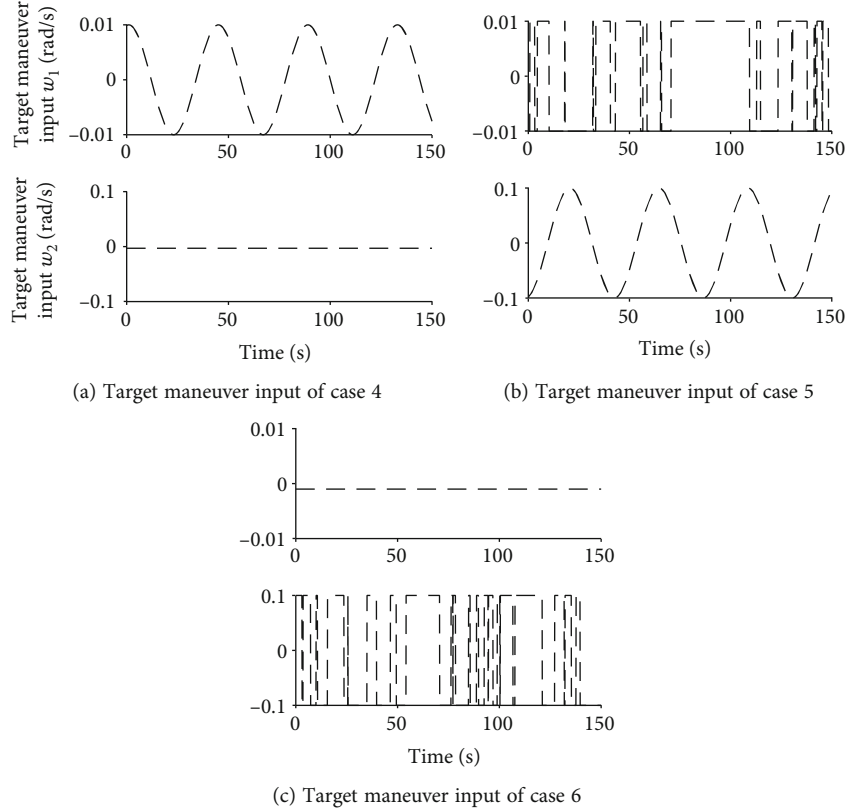 Target maneuver
input w₁ (rad/s)
0.01
0
−0.01
0 50 100 150
Target maneuver
input w₂ (rad/s)
0.1
0
−0.1
0 50 100 150
Time (s)
(a) Target maneuver input of case 4
0.01
0
−0.01
0 50 100 150
0.1
0
−0.1
0 50 100 150
Time (s)
(b) Target maneuver input of case 5
0.01
0
−0.01
0 50 100 150
0.1
0
−0.1
0 50 100 150
Time (s)
(c) Target maneuver input of case 6